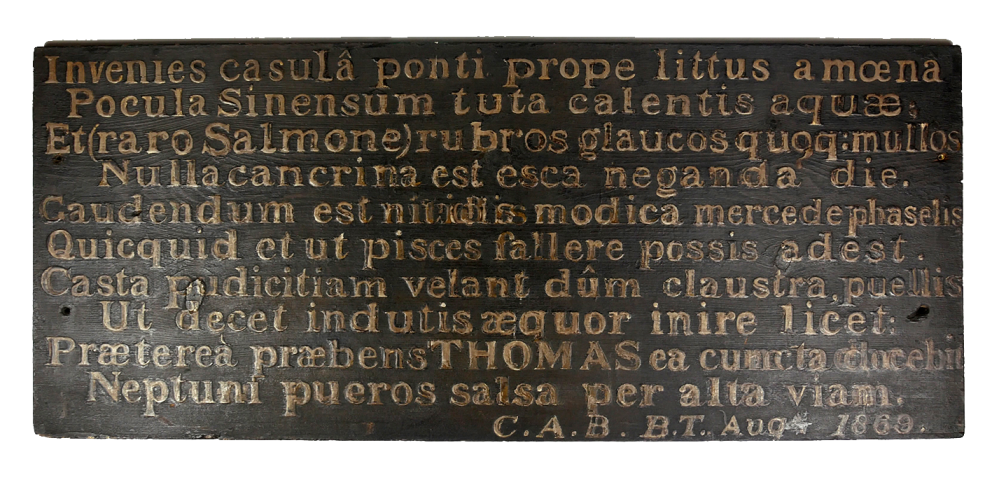 Invenies casulâ ponti prope littus amœnâ
Pocula Sinensum tuta calentis aquæ;
Et (raro Salmone) rubros glaucos quoq: mullos
Nulla cancrina est esca neganda die.
Gaudendum est nitidis modica mercede phaselis
Quicquid et ut pisces fallere possis adest.
Casta pudicitiam velant dûm claustra, puellis
Ut decet indutis æquor inire licet:
Prætereà præbens THOMAS ea cuncta docebit
Neptuni pueros salsa per alta viam.
C.A.B. B.T. Aug 1869.